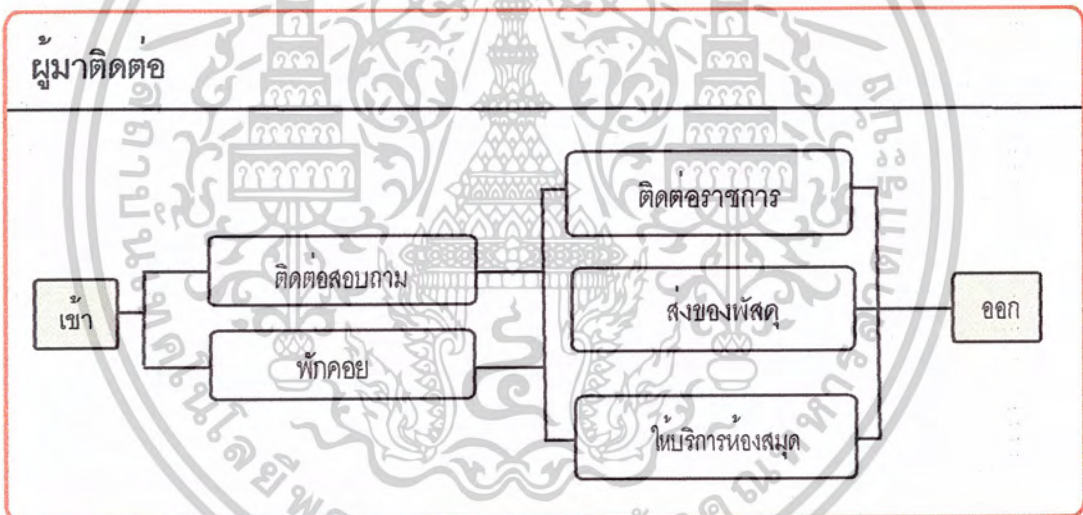 ผู้มาติดต่อ
เข้า
ติดต่อสอบถาม
พักคอย
ติดต่อราชการ
ส่งของพัสดุ
ให้บริการห้องสมุด
ออก